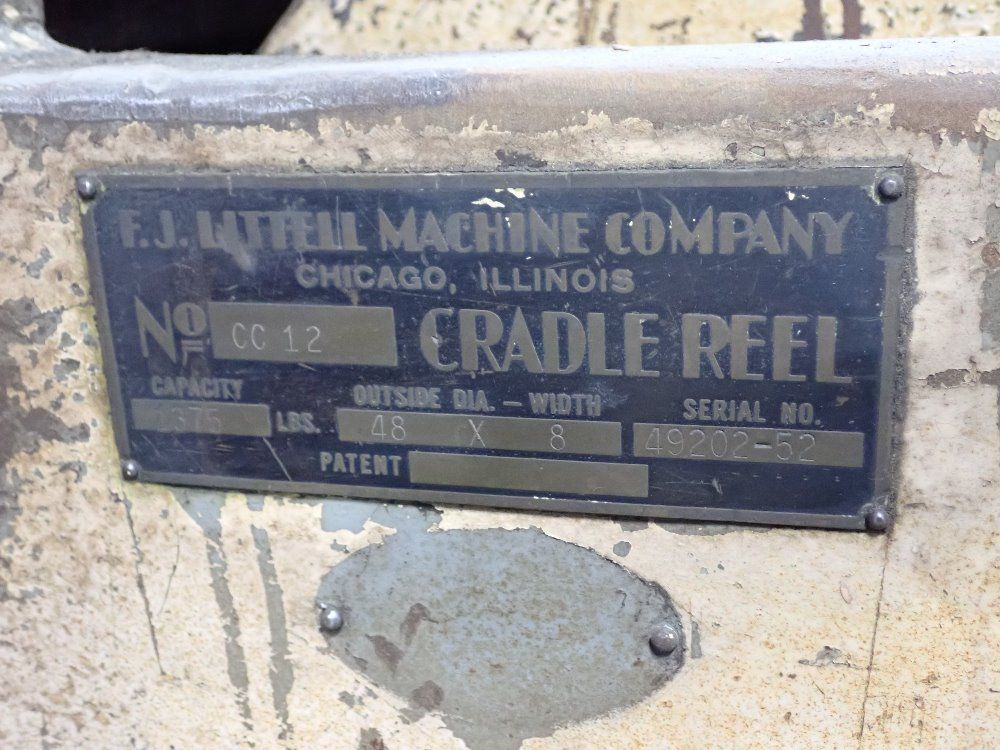 F.J. LITTELL MACHINE COMPANY
CHICAGO, ILLINOIS
No CC 12 CRADLE REEL
CAPACITY OUTSIDE DIA. – WIDTH SERIAL NO.
LBS. 48 X 8 49202-52
PATENT